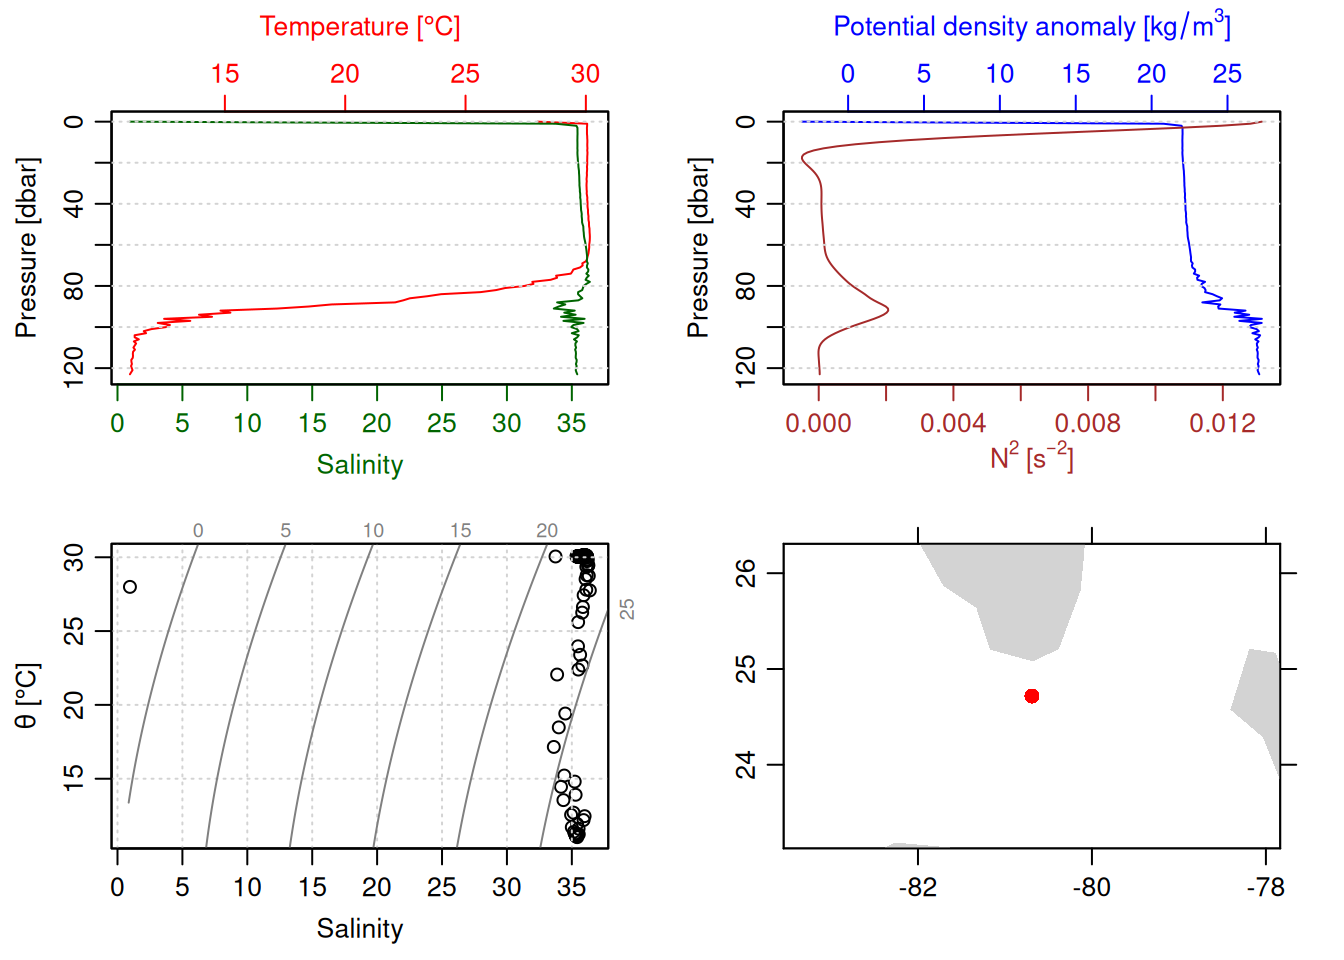 Temperature [°C]
15 20 25 30
Pressure [dbar]
0
40
80
120
0 5 10 15 20 25 30 35
Salinity
Potential density anomaly [kg/m³]
0 5 10 15 20 25
Pressure [dbar]
0
40
80
120
0.000 0.004 0.008 0.012
N² [s⁻²]
0 5 10 15 20
25
θ [°C]
30
25
20
15
0 5 10 15 20 25 30 35
Salinity
26
25
24
-82 -80 -78